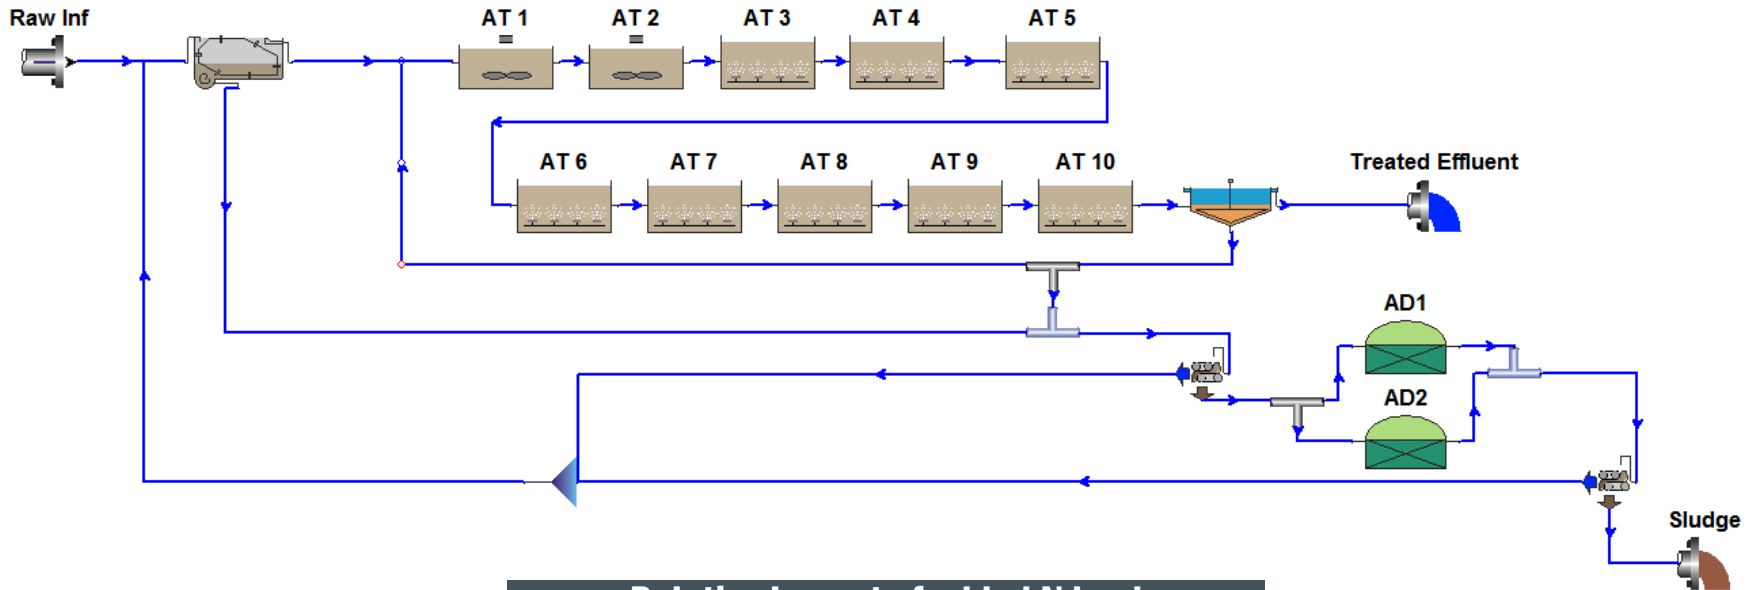 Raw Inf
AT 1
AT 2
AT 3
AT 4
AT 5
AT 6
AT 7
AT 8
AT 9
AT 10
Treated Effluent
AD1
AD2
Sludge